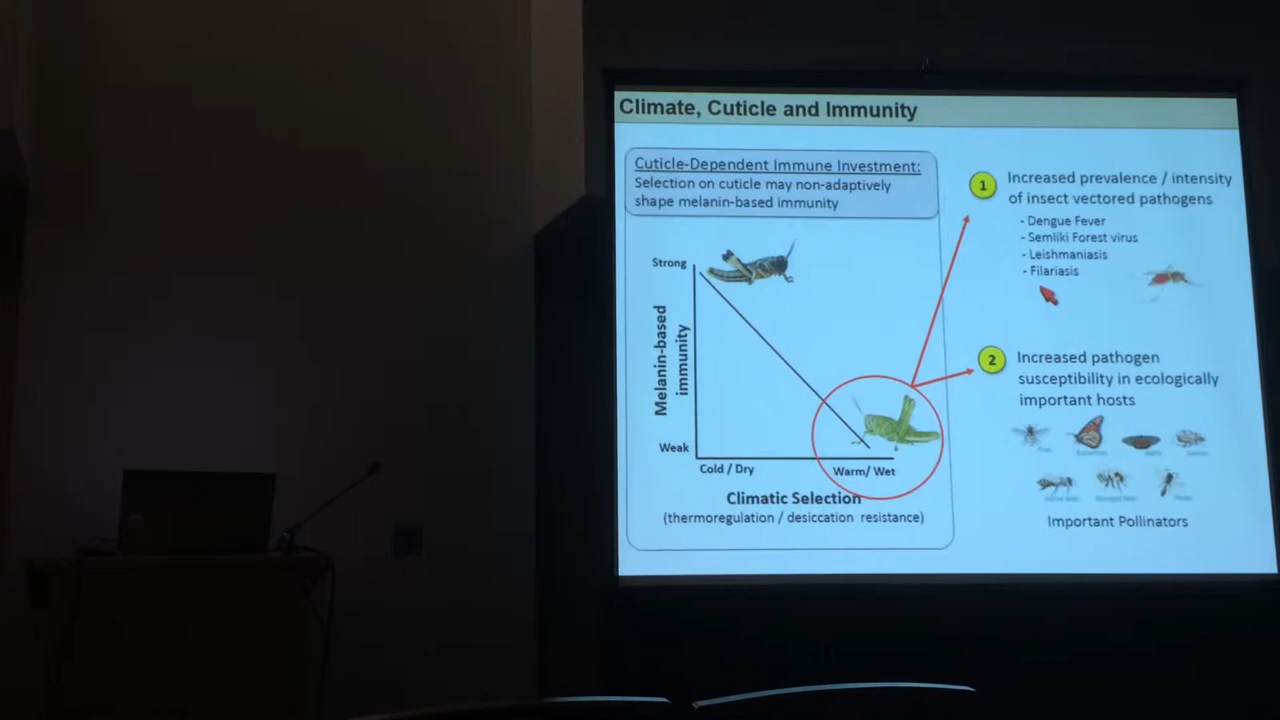 Climate, Cuticle and Immunity
Cuticle-Dependent Immune Investment:
Selection on cuticle may non-adaptively
shape melanin-based immunity
Strong
Melanin-based
immunity
Weak
Cold / Dry
Warm/ Wet
Climatic Selection
(thermoregulation / desiccation resistance)
1
Increased prevalence / intensity
of insect vectored pathogens
- Dengue Fever
- Semliki Forest virus
- Leishmaniasis
- Filariasis
2
Increased pathogen
susceptibility in ecologically
important hosts
Important Pollinators